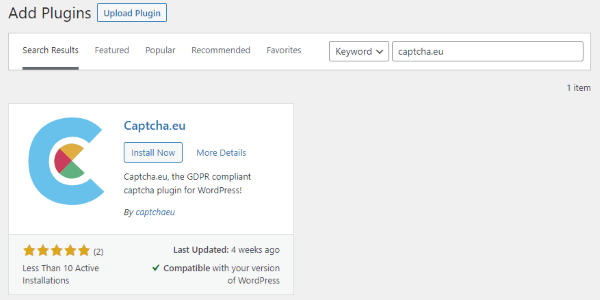 Add Plugins Upload Plugin
Search Results Featured Popular Recommended Favorites Keyword captcha.eu
1 item
Captcha.eu
Install Now More Details
Captcha.eu, the GDPR compliant
captcha plugin for WordPress!
By captchaeu
(2) Last Updated: 4 weeks ago
Less Than 10 Active
Installations
Compatible with your version
of WordPress